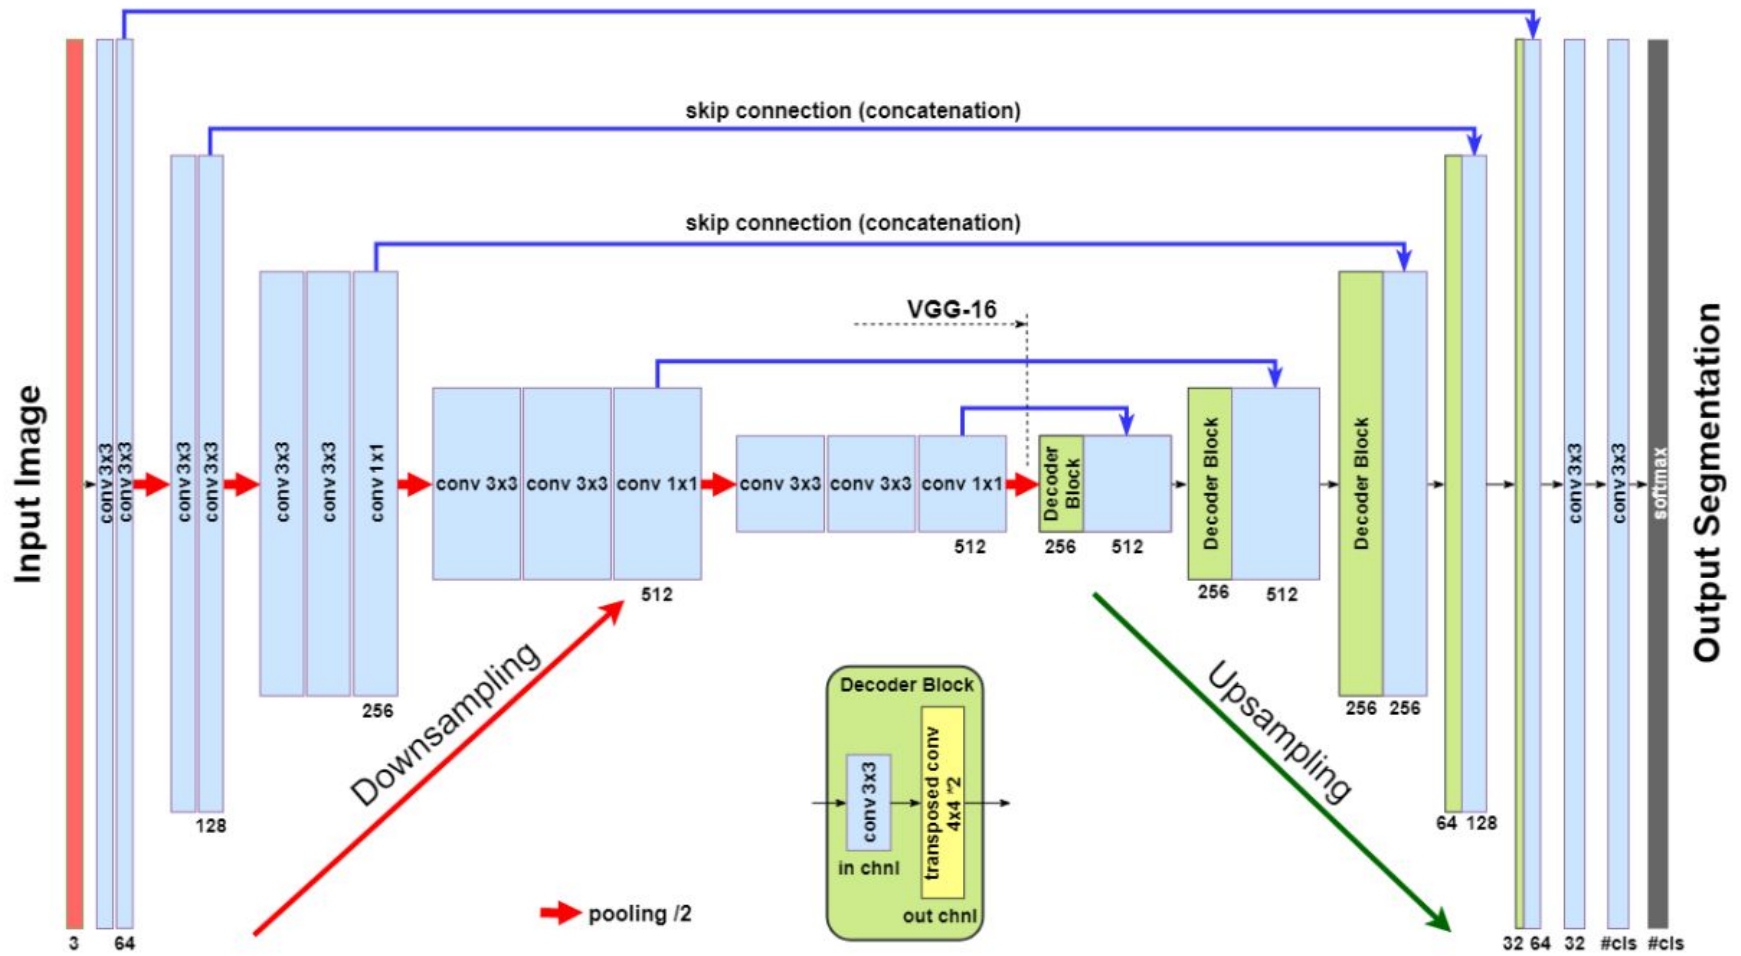 skip connection (concatenation)
skip connection (concatenation)
VGG-16
Input Image
conv 3x3
conv 3x3
conv 3x3
conv 3x3
conv 3x3
conv 3x3
conv 1x1
conv 3x3
conv 3x3
conv 1x1
conv 3x3
conv 3x3
conv 1x1
Decoder
Block
Decoder Block
Decoder Block
conv 3x3
conv 3x3
softmax
Output Segmentation
512
256
512
512
256
512
256
256
256
128
64
128
3
64
32
64
32
#cls
#cls
Downsampling
Upsampling
Decoder Block
conv 3x3
transposed conv
4x4 *2
in chnl
out chnl
pooling /2